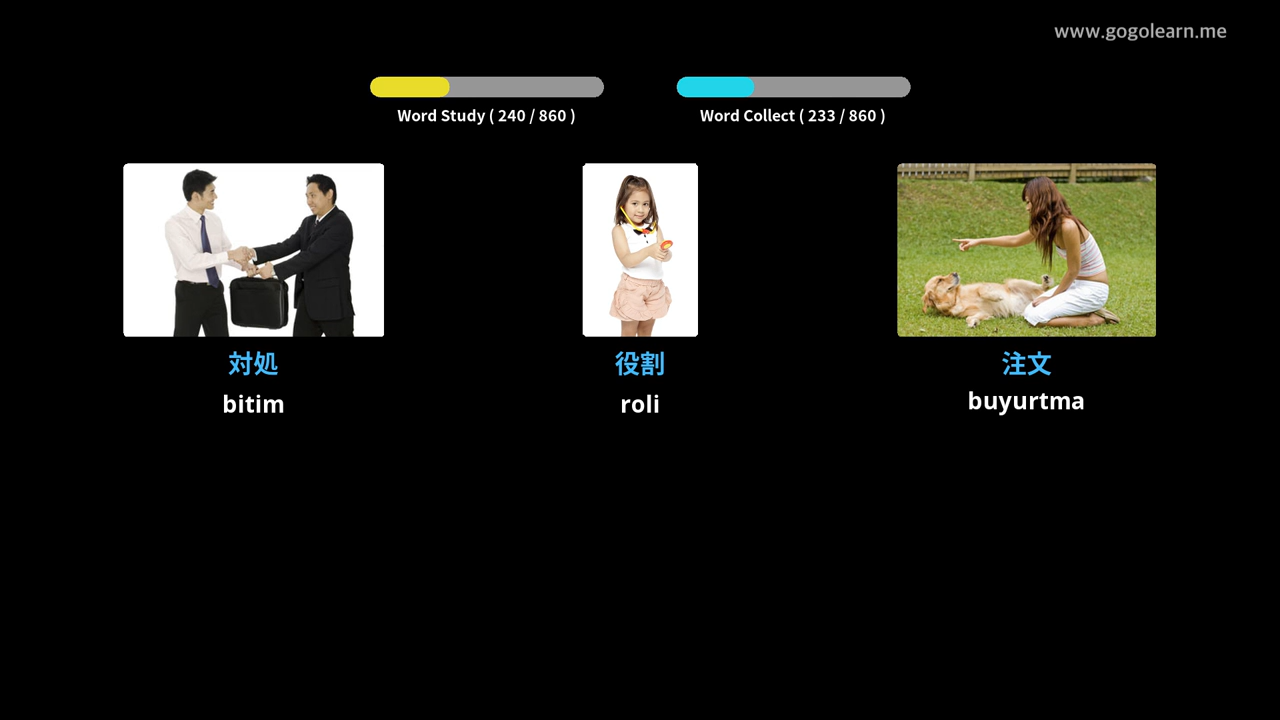 www.gogolearn.me
Word Study ( 240 / 860 )
Word Collect ( 233 / 860 )
対処
bitim
役割
roli
注文
buyurtma